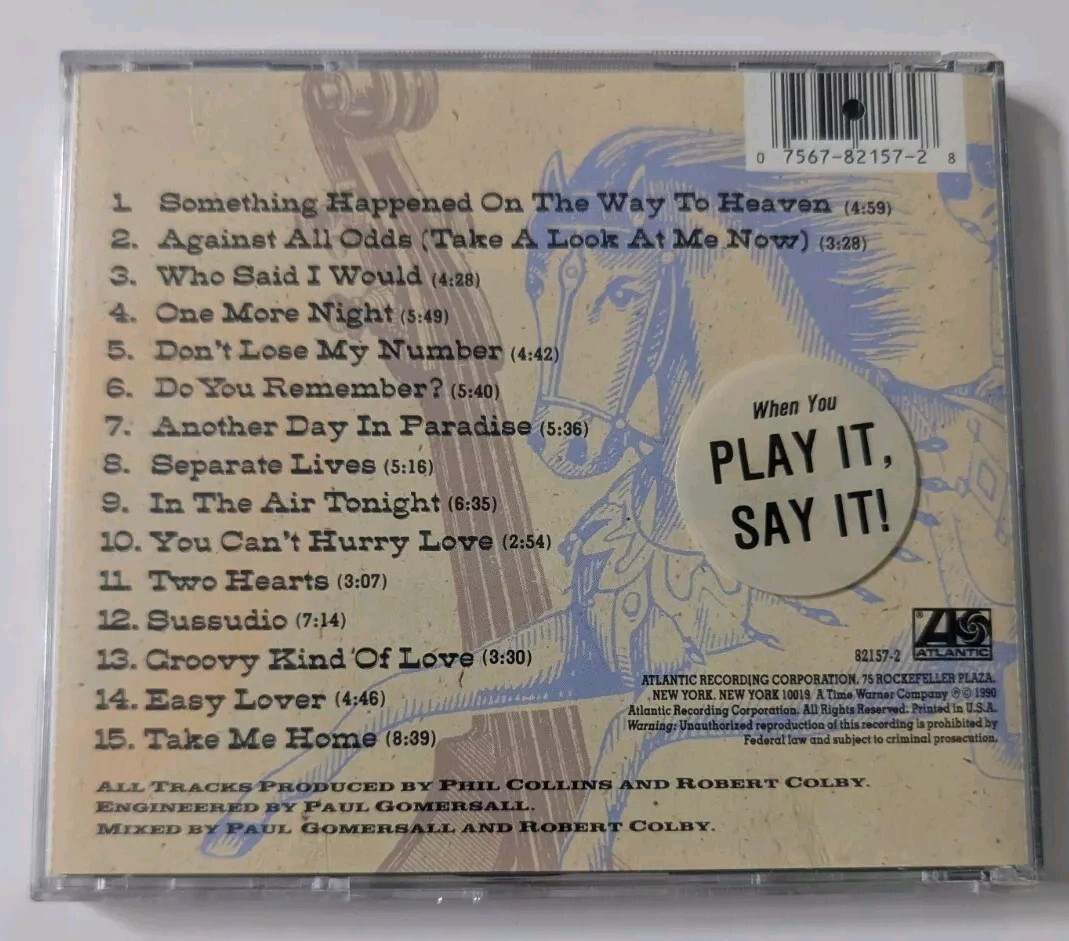 0 7567-82157-2 8
1. Something Happened On The Way To Heaven (4:59)
2. Against All Odds (Take A Look At Me Now) (3:28)
3. Who Said I Would (4:28)
4. One More Night (5:49)
5. Don't Lose My Number (4:42)
6. Do You Remember? (5:40)
7. Another Day In Paradise (5:36)
8. Separate Lives (5:16)
9. In The Air Tonight (6:35)
10. You Can't Hurry Love (2:54)
11. Two Hearts (3:07)
12. Sussudio (7:14)
13. Groovy Kind Of Love (3:30)
14. Easy Lover (4:46)
15. Take Me Home (8:39)
When You
PLAY IT,
SAY IT!
ATLANTIC
82157-2
ATLANTIC RECORDING CORPORATION, 75 ROCKEFELLER PLAZA,
NEW YORK, NEW YORK 10019. A Time Warner Company ℗© 1990
Atlantic Recording Corporation. All Rights Reserved. Printed in U.S.A.
Warning: Unauthorized reproduction of this recording is prohibited by
Federal law and subject to criminal prosecution.
ALL TRACKS PRODUCED BY PHIL COLLINS AND ROBERT COLBY.
ENGINEERED BY PAUL GOMERSALL.
MIXED BY PAUL GOMERSALL AND ROBERT COLBY.